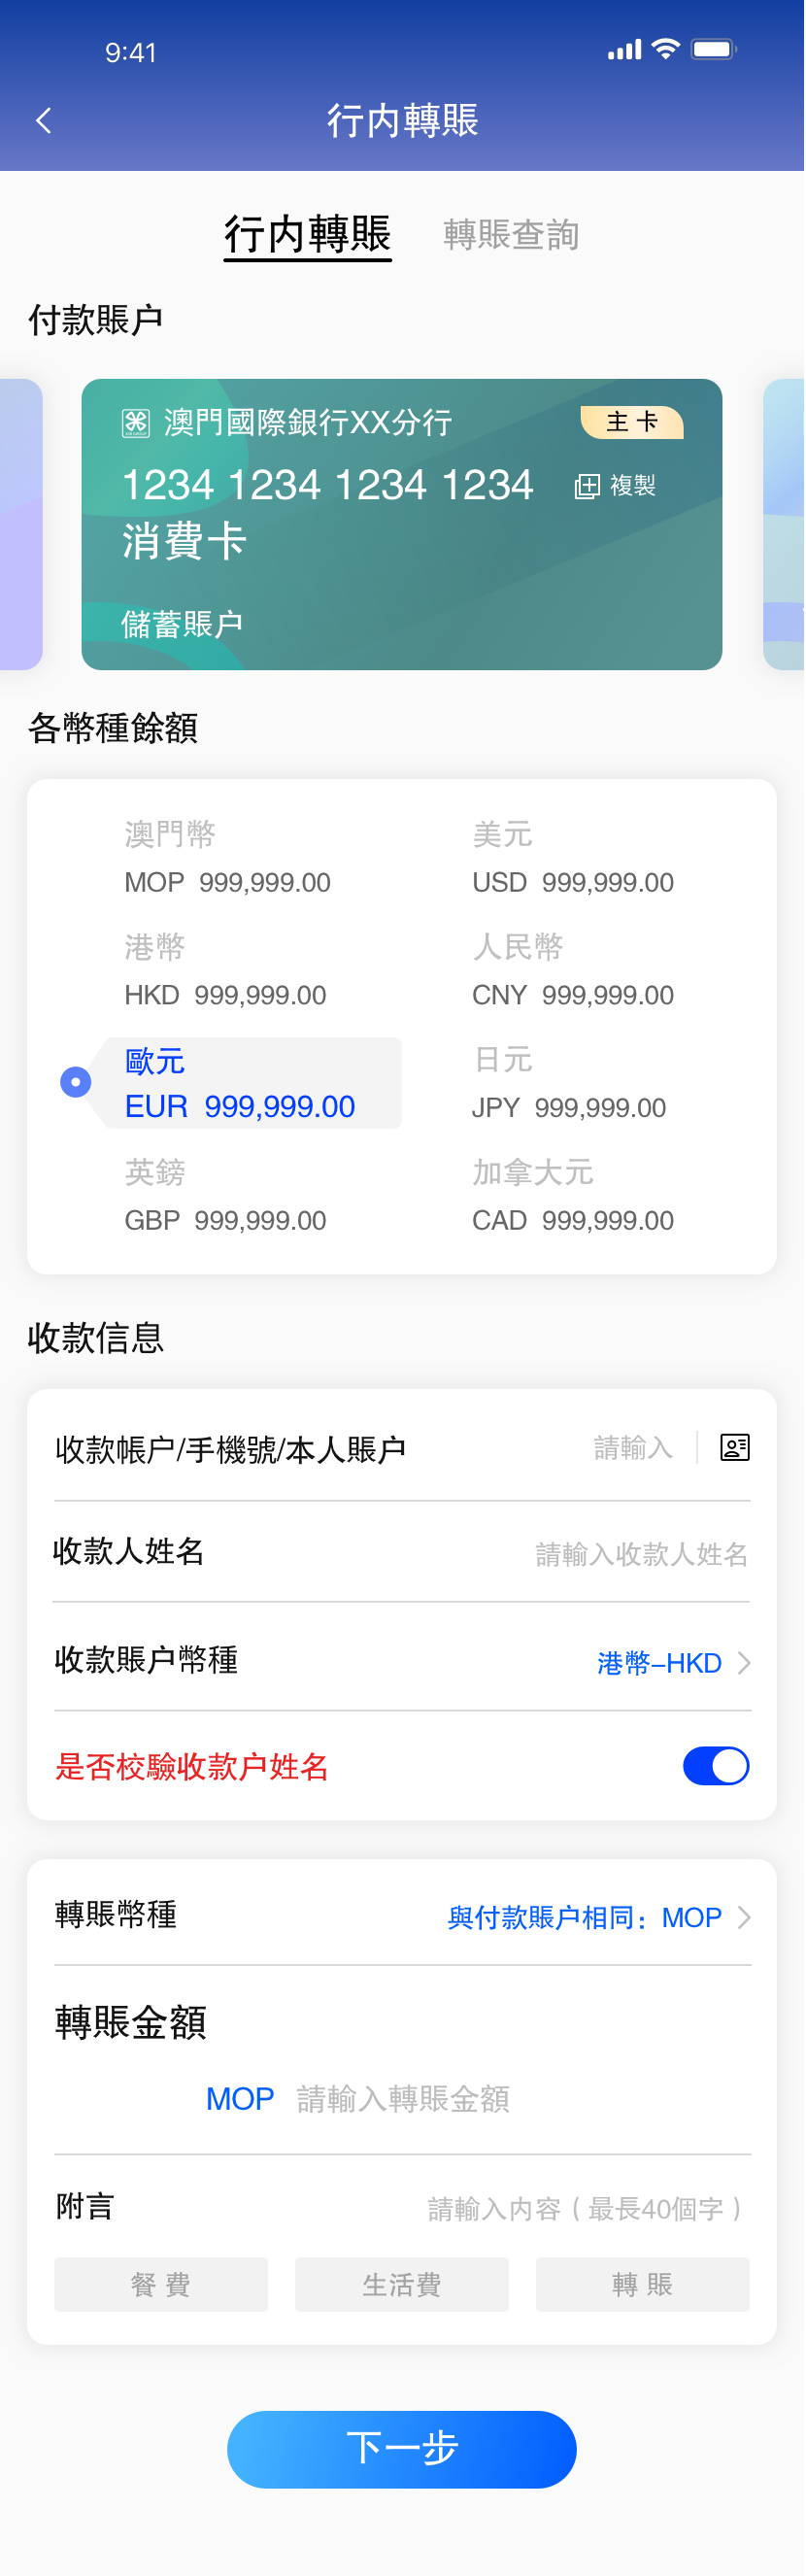 9:41
行内轉賬
行内轉賬 轉賬查詢
付款賬户
澳門國際銀行XX分行 主 卡
1234 1234 1234 1234 複製
消費卡
儲蓄賬户
各幣種餘額
澳門幣 美元
MOP 999,999.00 USD 999,999.00
港幣 人民幣
HKD 999,999.00 CNY 999,999.00
歐元 日元
EUR 999,999.00 JPY 999,999.00
英鎊 加拿大元
GBP 999,999.00 CAD 999,999.00
收款信息
收款帳户/手機號/本人賬户 請輸入
收款人姓名 請輸入收款人姓名
收款賬户幣種 港幣–HKD
是否校驗收款户姓名
轉賬幣種 與付款賬户相同：MOP
轉賬金額
MOP 請輸入轉賬金額
附言 請輸入内容（最長40個字）
餐 費 生活費 轉 賬
下一步